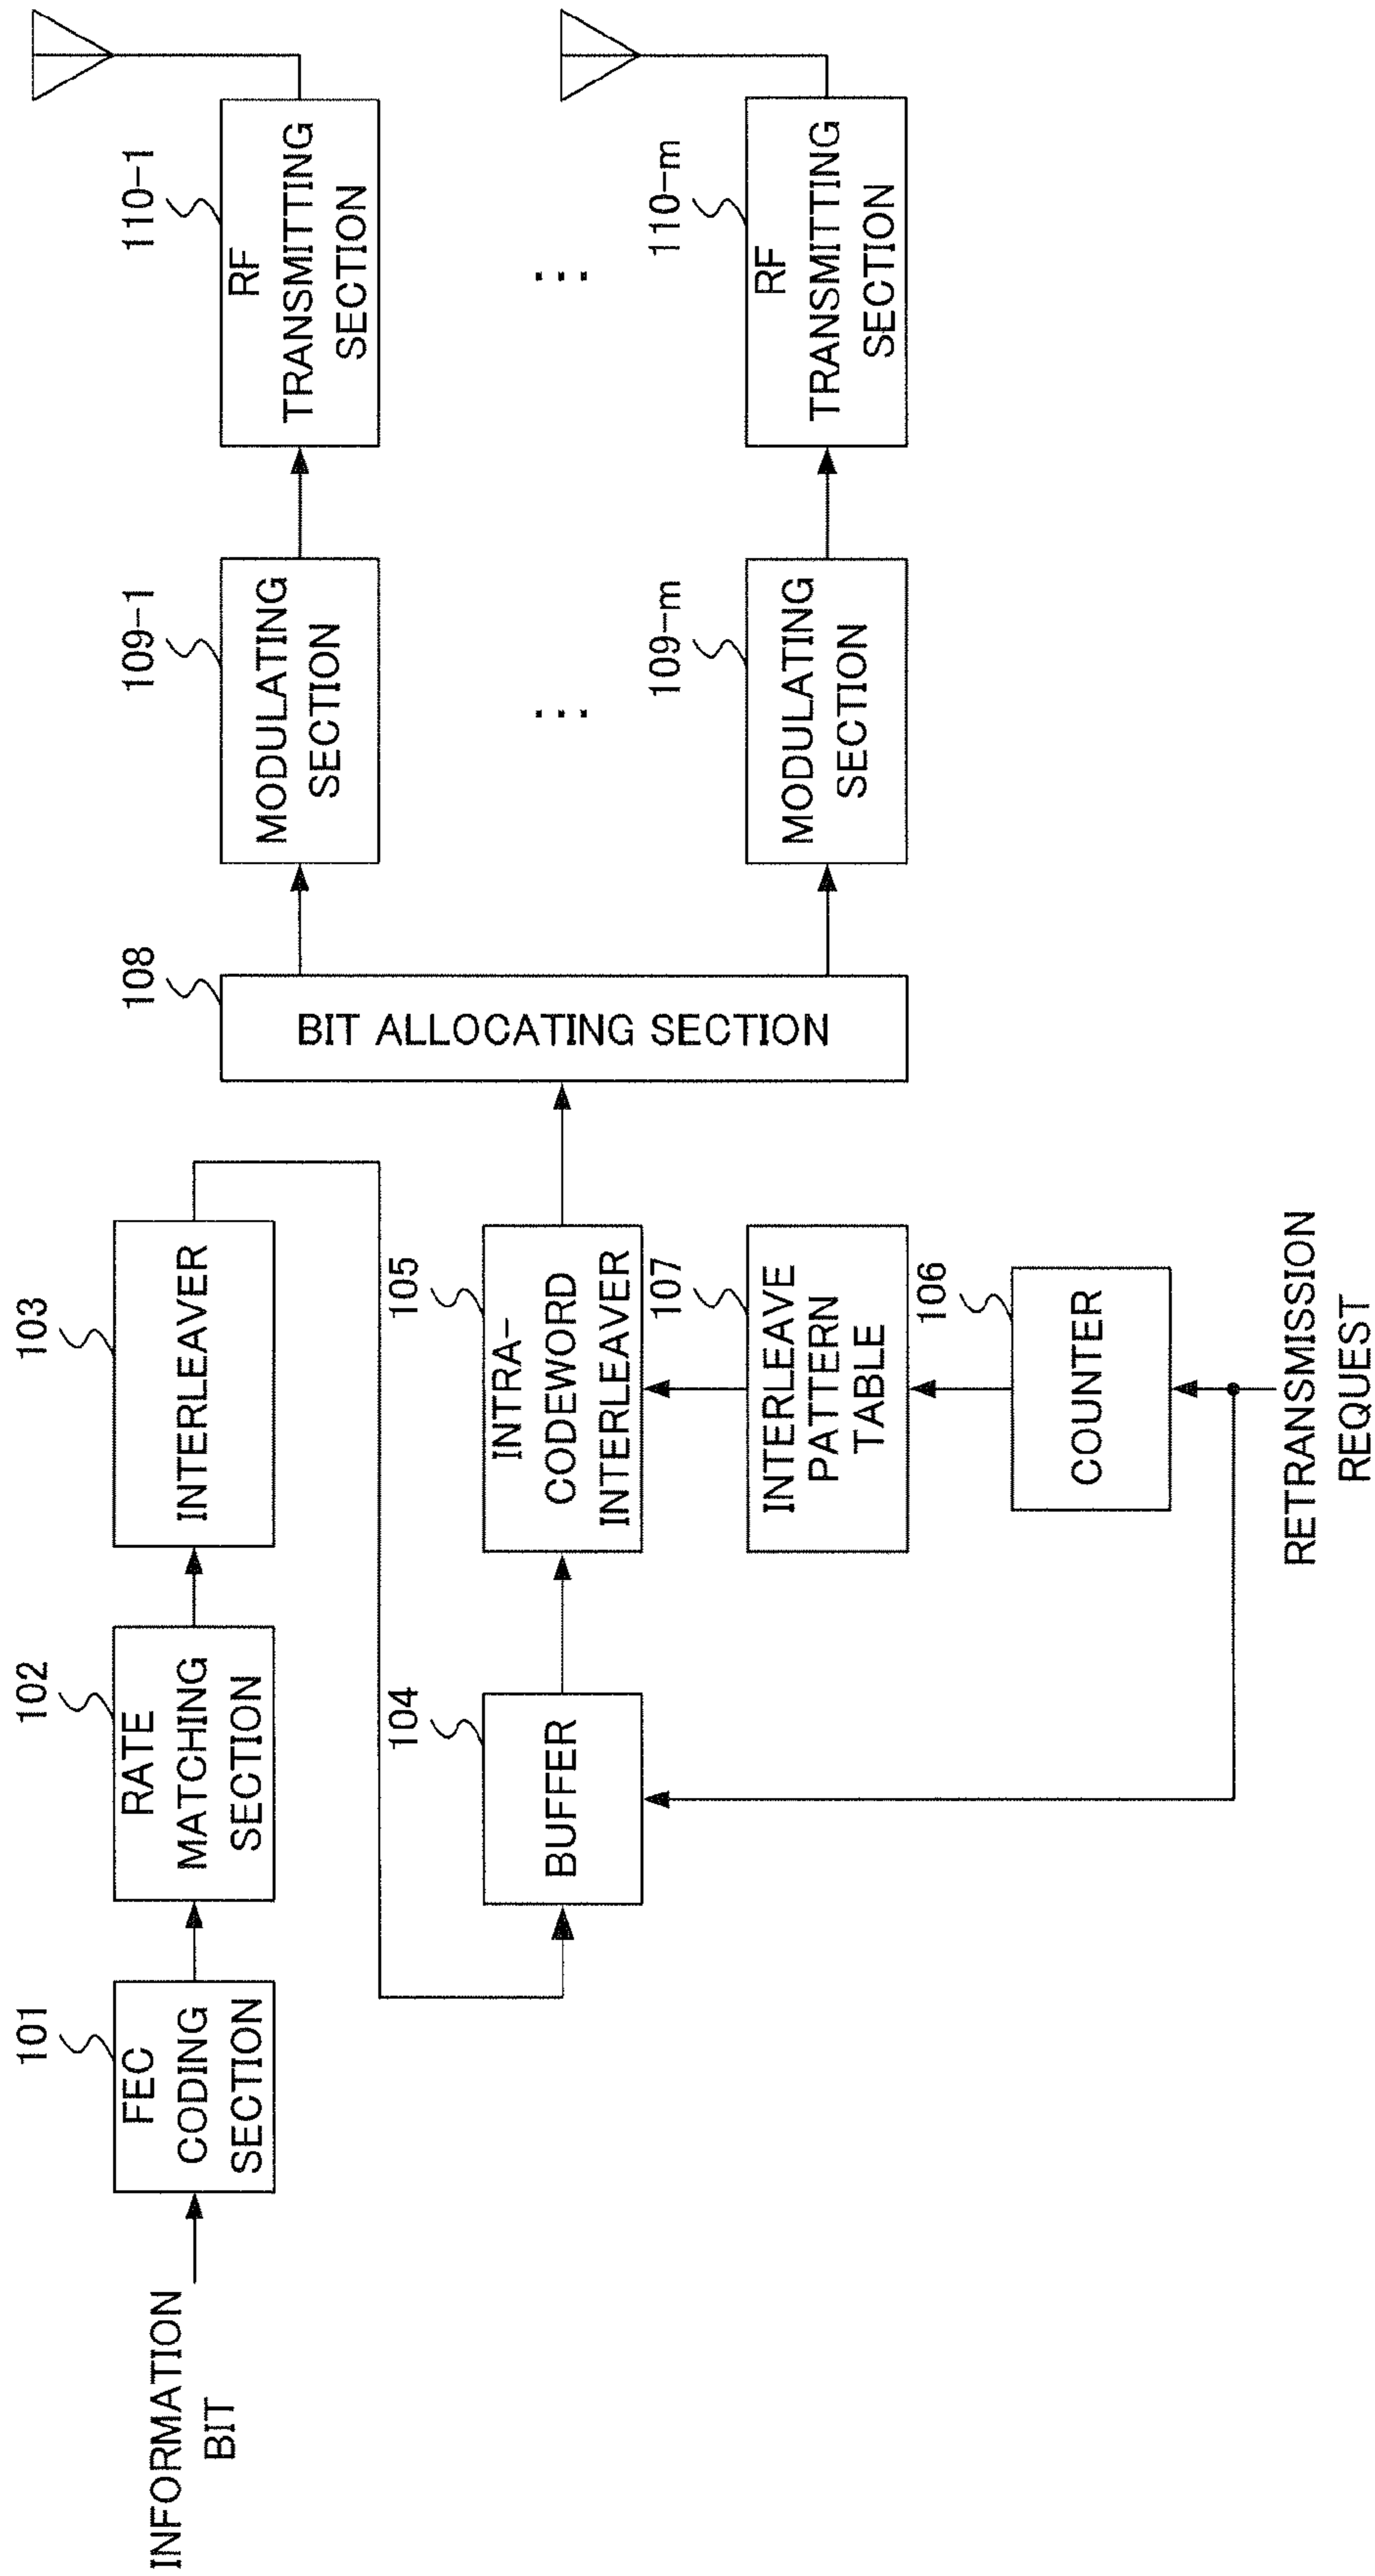 101
102
103
INFORMATION
BIT
FEC
CODING
SECTION
RATE
MATCHING
SECTION
INTERLEAVER
104
105
BUFFER
INTRA-
CODEWORD
INTERLEAVER
107
INTERLEAVE
PATTERN
TABLE
106
COUNTER
RETRANSMISSION
REQUEST
108
BIT ALLOCATING SECTION
109-1
MODULATING
SECTION
110-1
RF
TRANSMITTING
SECTION
...
...
109-m
MODULATING
SECTION
110-m
RF
TRANSMITTING
SECTION